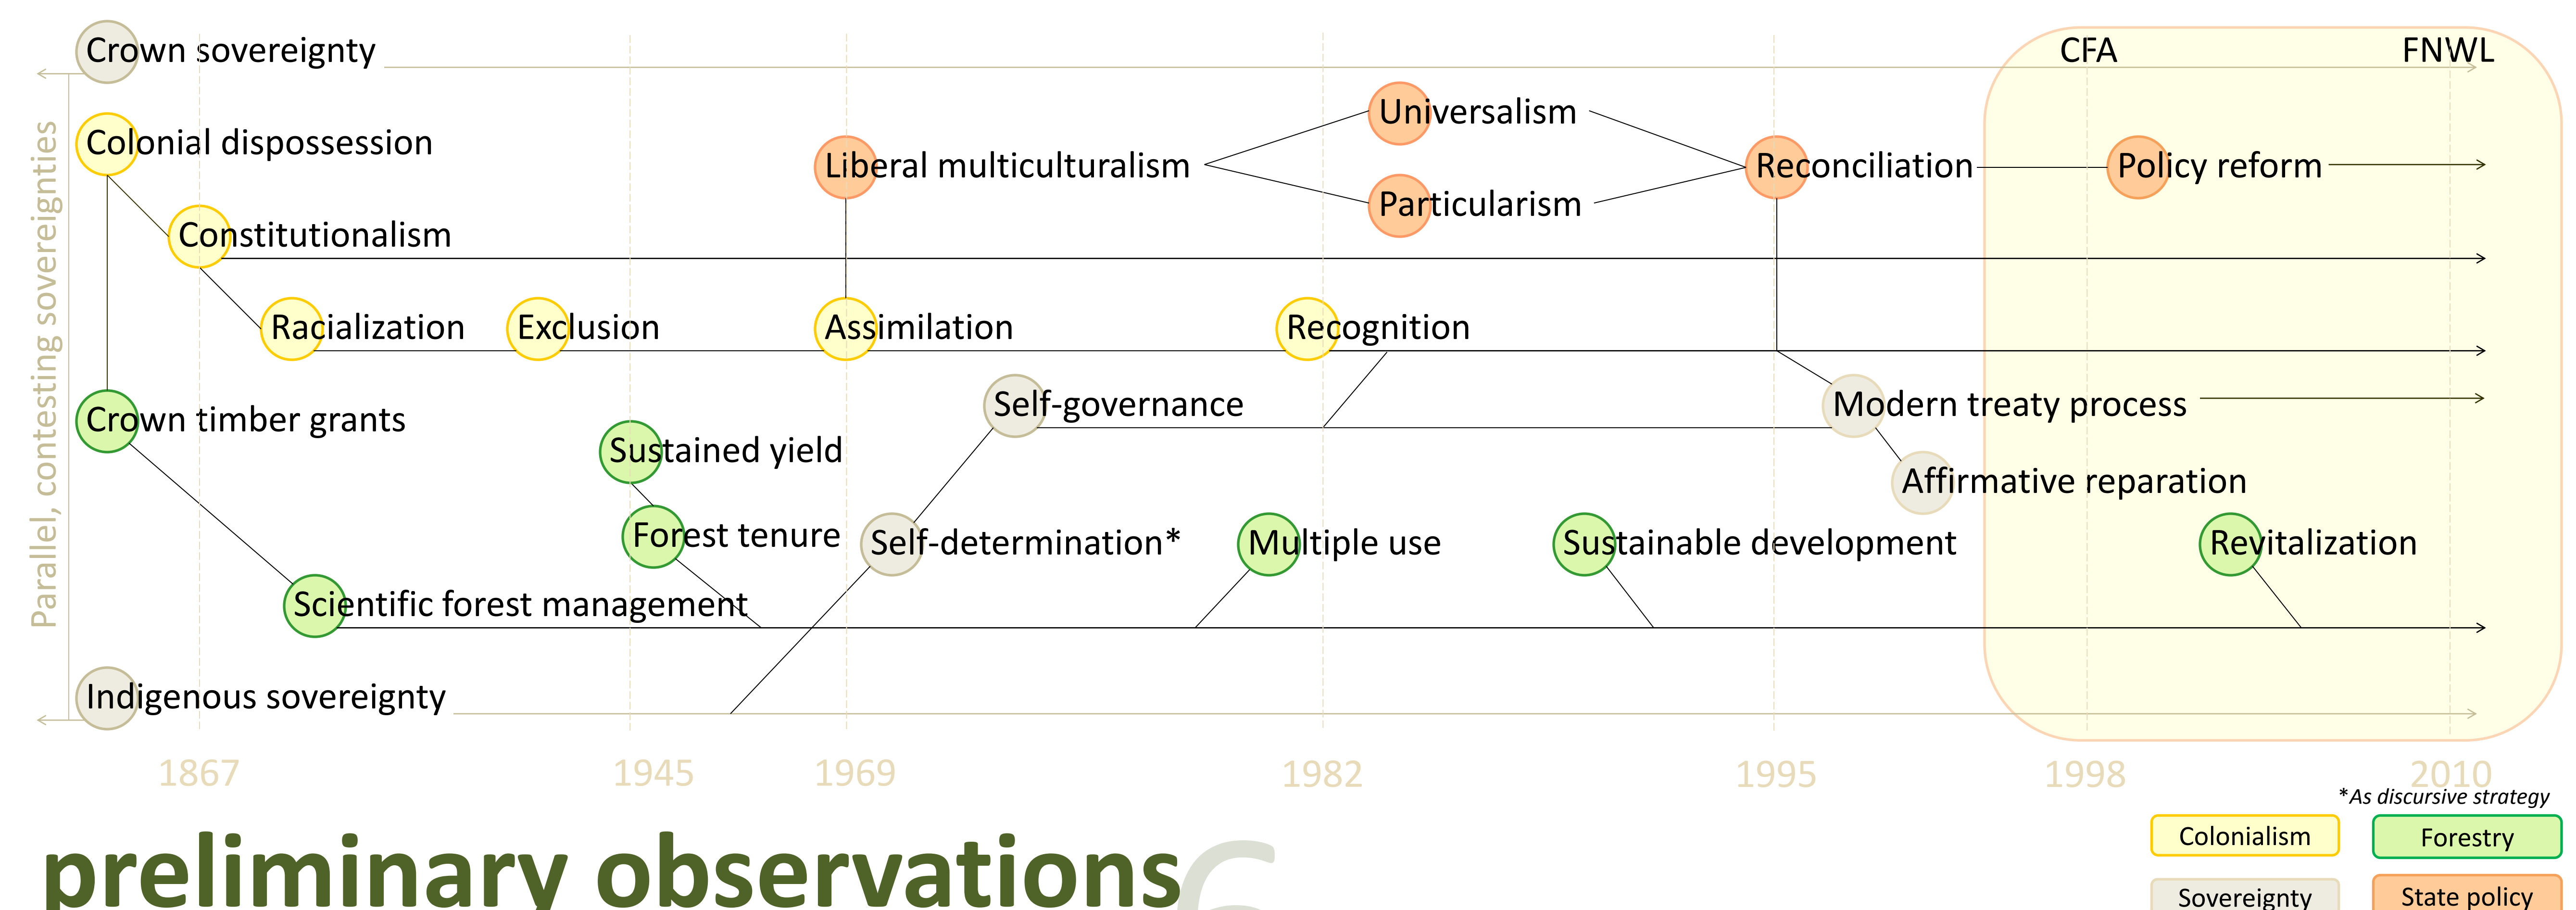 Crown sovereignty
CFA
FNWL
Universalism
Colonial dispossession
Liberal multiculturalism
Reconciliation
Policy reform
Particularism
Constitutionalism
Racialization
Exclusion
Assimilation
Recognition
Self-governance
Modern treaty process
Crown timber grants
Sustained yield
Affirmative reparation
Forest tenure
Self-determination*
Multiple use
Sustainable development
Revitalization
Scientific forest management
Indigenous sovereignty
Parallel, contesting sovereignties
1867
1945
1969
1982
1995
1998
2010
*As discursive strategy
preliminary observations
Colonialism
Forestry
Sovereignty
State policy